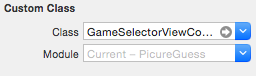 Custom Class
Class GameSelectorViewCo...
Module Current – PicureGuess